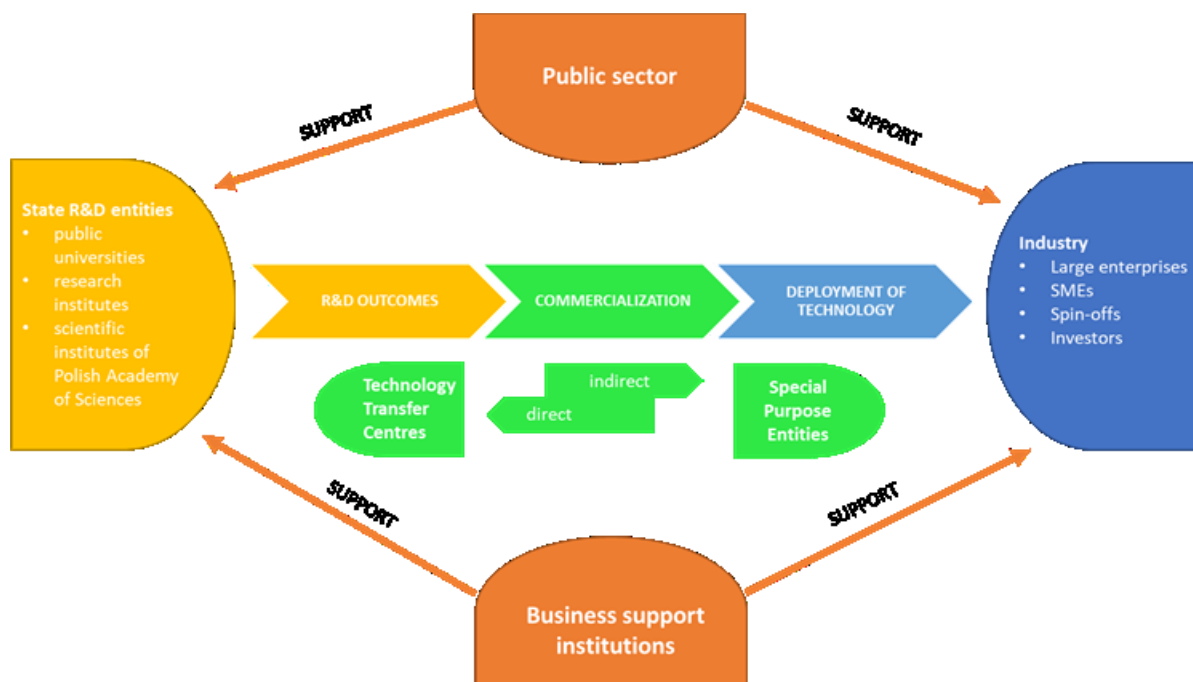 Public sector
SUPPORT
SUPPORT
State R&D entities
• public
universities
• research
institutes
• scientific
institutes of
Polish Academy
of Sciences
R&D OUTCOMES
COMMERCIALIZATION
DEPLOYMENT OF
TECHNOLOGY
Industry
• Large enterprises
• SMEs
• Spin-offs
• Investors
Technology
Transfer
Centres
indirect
direct
Special
Purpose
Entities
SUPPORT
SUPPORT
Business support
institutions